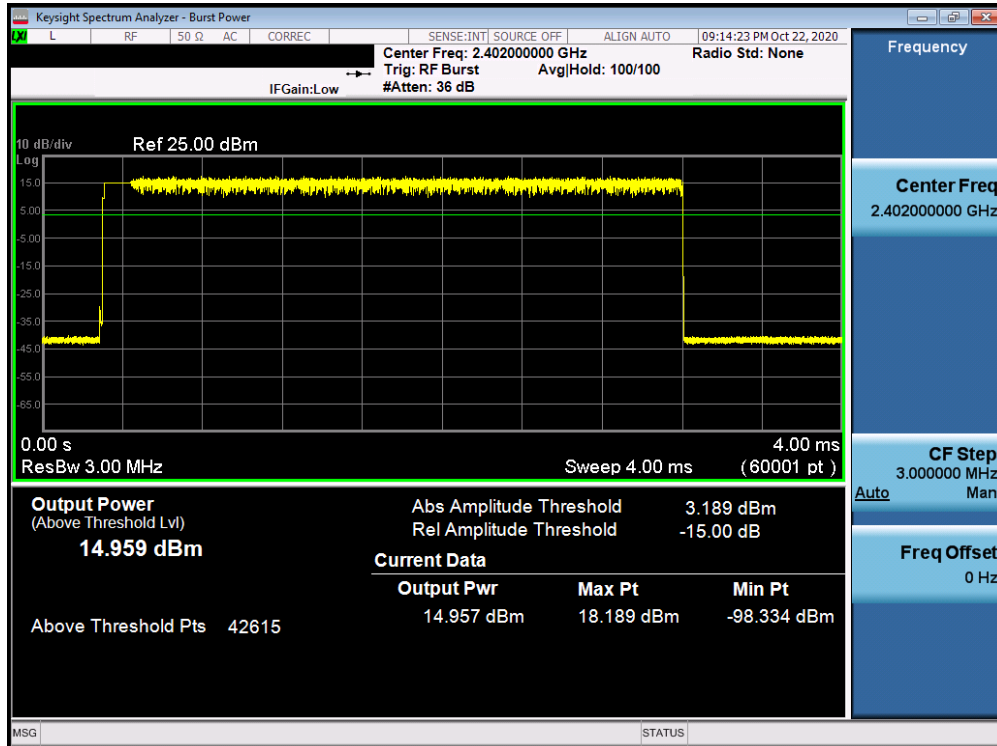 Keysight Spectrum Analyzer - Burst Power
LXI L RF 50 Ω AC CORREC SENSE:INT SOURCE OFF ALIGN AUTO 09:14:23 PM Oct 22, 2020
Center Freq: 2.402000000 GHz Radio Std: None
Trig: RF Burst Avg|Hold: 100/100
IFGain:Low #Atten: 36 dB
10 dB/div Ref 25.00 dBm
Log
15.0
5.00
-5.00
-15.0
-25.0
-35.0
-45.0
-55.0
-65.0
0.00 s 4.00 ms
ResBw 3.00 MHz Sweep 4.00 ms (60001 pt )
Output Power
(Above Threshold Lvl)
14.959 dBm
Above Threshold Pts 42615
Abs Amplitude Threshold 3.189 dBm
Rel Amplitude Threshold -15.00 dB
Current Data
Output Pwr Max Pt Min Pt
14.957 dBm 18.189 dBm -98.334 dBm
Frequency
Center Freq
2.402000000 GHz
CF Step
3.000000 MHz
Auto Man
Freq Offset
0 Hz
MSG STATUS